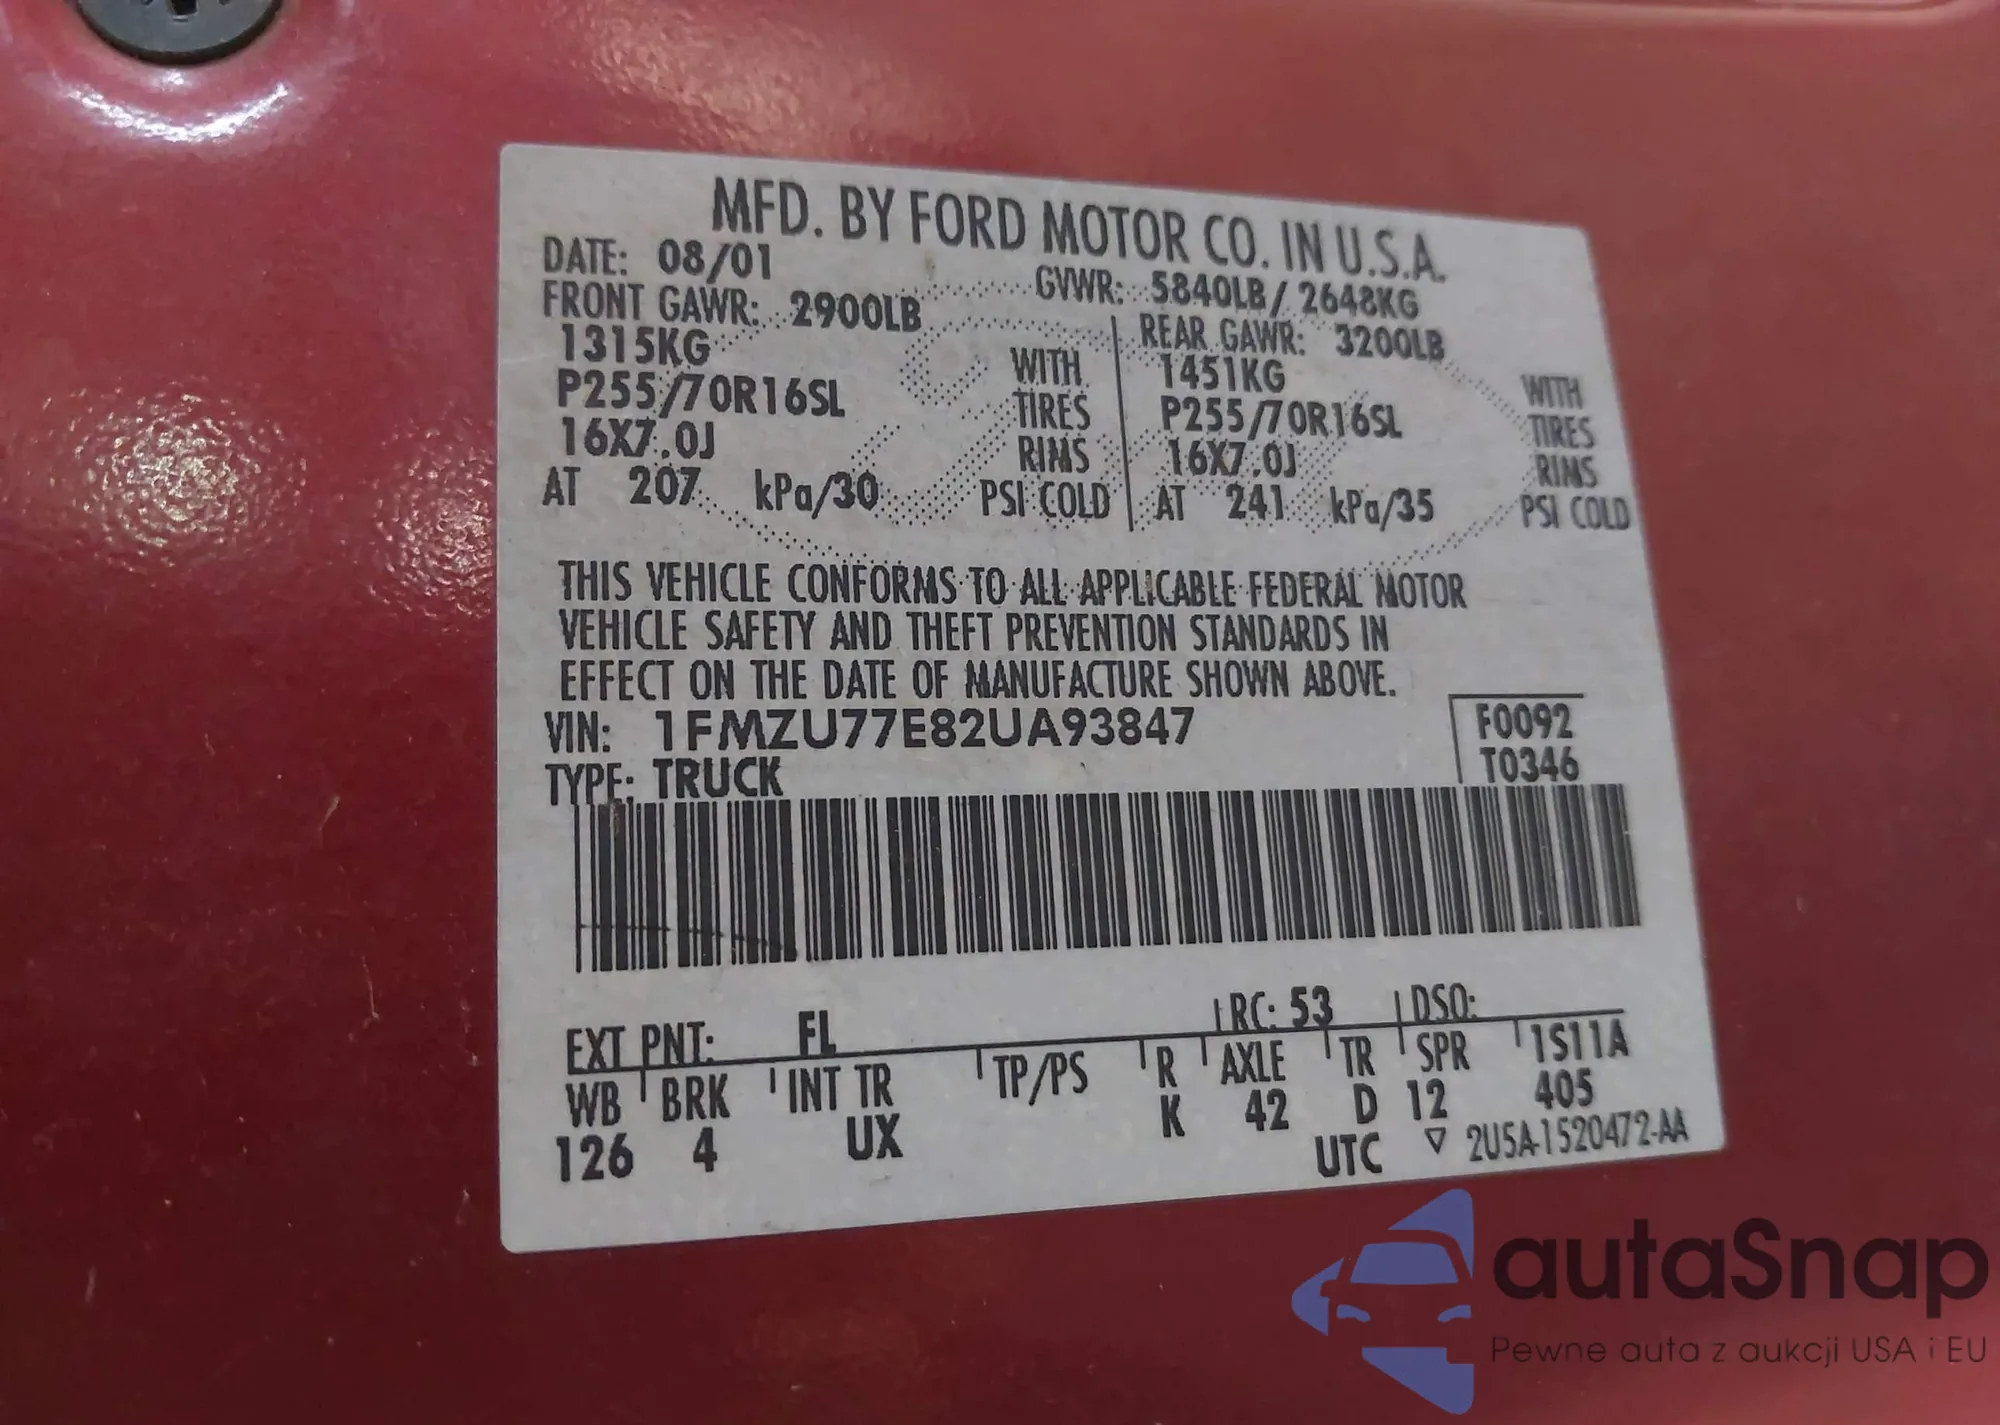 MFD. BY FORD MOTOR CO. IN U.S.A.
DATE: 08/01 GVWR: 5840LB / 2648KG
FRONT GAWR: 2900LB REAR GAWR: 3200LB
1315KG WITH 1451KG WITH
P255/70R16SL TIRES P255/70R16SL TIRES
16X7.0J RIMS 16X7.0J RIMS
AT 207 kPa/30 PSI COLD AT 241 kPa/35 PSI COLD
THIS VEHICLE CONFORMS TO ALL APPLICABLE FEDERAL MOTOR
VEHICLE SAFETY AND THEFT PREVENTION STANDARDS IN
EFFECT ON THE DATE OF MANUFACTURE SHOWN ABOVE.
VIN: 1FMZU77E82UA93847 F0092
TYPE: TRUCK T0346
EXT PNT: FL RC: 53 DSO:
WB BRK INT TR TP/PS R AXLE TR SPR 1S11A
126 4 UX K 42 D 12 405
UTC ▽ 2U5A-1520472-AA
autaSnap
Pewne auta z aukcji USA i EU